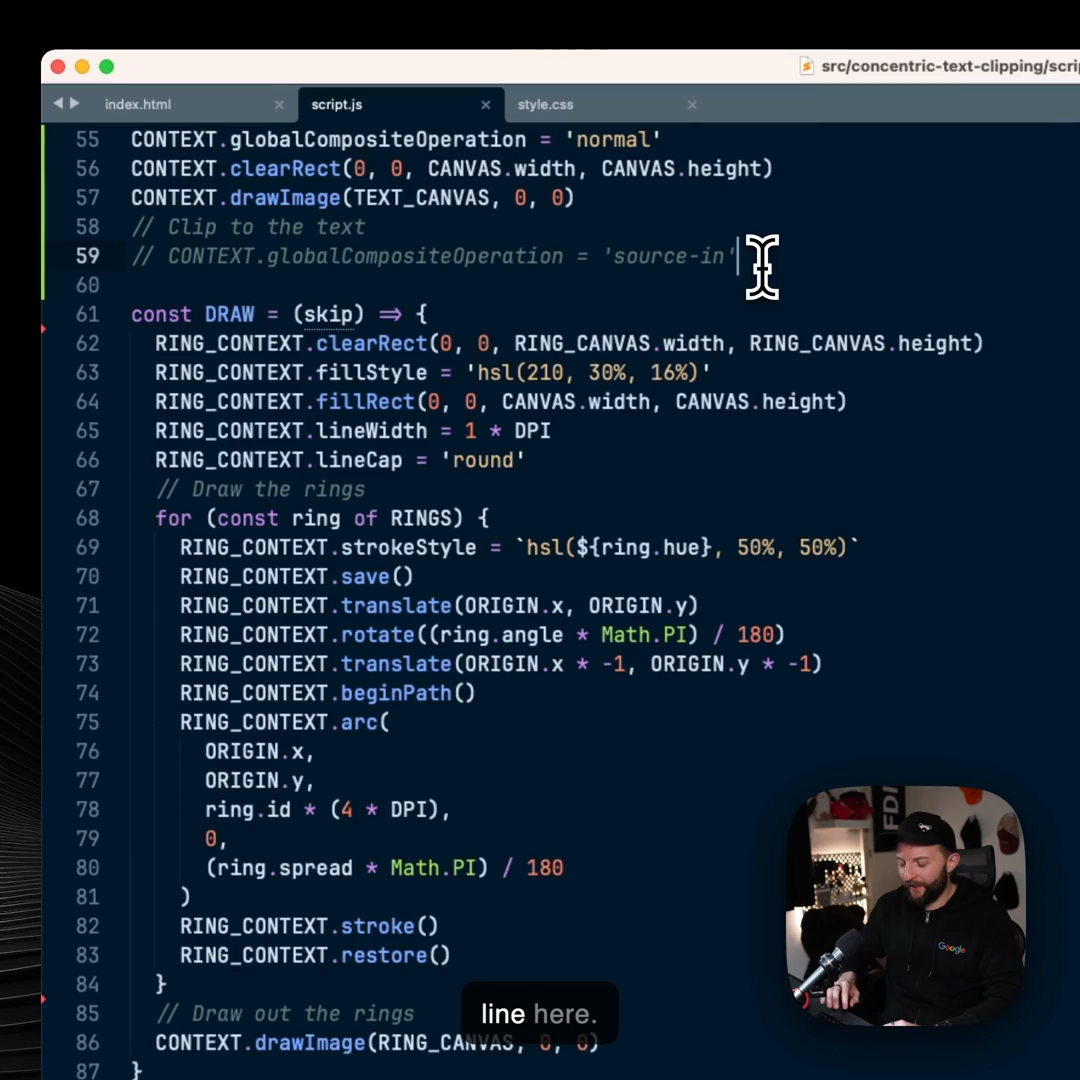 src/concentric-text-clipping/scrip
index.html
script.js
style.css
55 CONTEXT.globalCompositeOperation = 'normal'
56 CONTEXT.clearRect(0, 0, CANVAS.width, CANVAS.height)
57 CONTEXT.drawImage(TEXT_CANVAS, 0, 0)
58 // Clip to the text
59 // CONTEXT.globalCompositeOperation = 'source-in'
60
61 const DRAW = (skip) => {
62 RING_CONTEXT.clearRect(0, 0, RING_CANVAS.width, RING_CANVAS.height)
63 RING_CONTEXT.fillStyle = 'hsl(210, 30%, 16%)'
64 RING_CONTEXT.fillRect(0, 0, CANVAS.width, CANVAS.height)
65 RING_CONTEXT.lineWidth = 1 * DPI
66 RING_CONTEXT.lineCap = 'round'
67 // Draw the rings
68 for (const ring of RINGS) {
69 RING_CONTEXT.strokeStyle = `hsl(${ring.hue}, 50%, 50%)`
70 RING_CONTEXT.save()
71 RING_CONTEXT.translate(ORIGIN.x, ORIGIN.y)
72 RING_CONTEXT.rotate((ring.angle * Math.PI) / 180)
73 RING_CONTEXT.translate(ORIGIN.x * -1, ORIGIN.y * -1)
74 RING_CONTEXT.beginPath()
75 RING_CONTEXT.arc(
76 ORIGIN.x,
77 ORIGIN.y,
78 ring.id * (4 * DPI),
79 0,
80 (ring.spread * Math.PI) / 180
81 )
82 RING_CONTEXT.stroke()
83 RING_CONTEXT.restore()
84 }
85 // Draw out the rings
86 CONTEXT.drawImage(RING_CANVAS, 0, 0)
87 }
line here.
FDI
Google